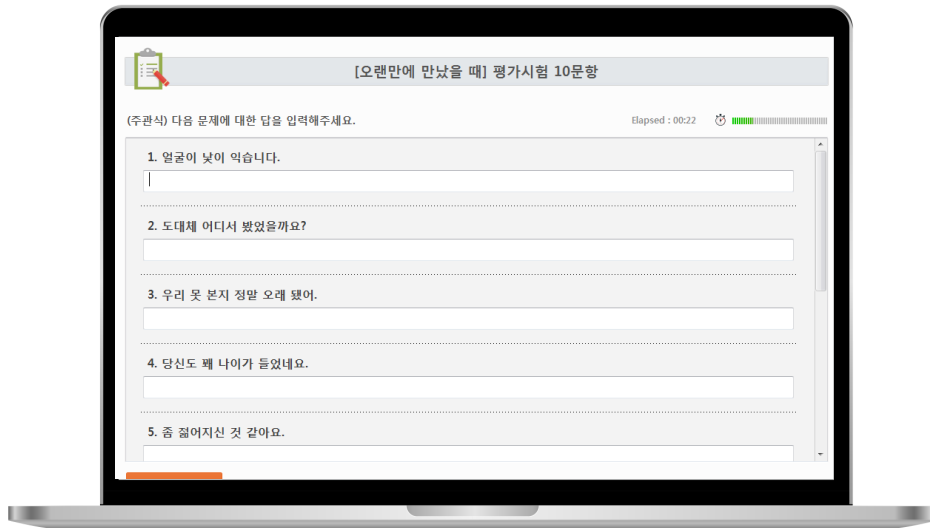 [오랜만에 만났을 때] 평가시험 10문항
(주관식) 다음 문제에 대한 답을 입력해주세요.
Elapsed : 00:22
1. 얼굴이 낯이 익습니다.
2. 도대체 어디서 봤었을까요?
3. 우리 못 본지 정말 오래 됐어.
4. 당신도 꽤 나이가 들었네요.
5. 좀 젊어지신 것 같아요.